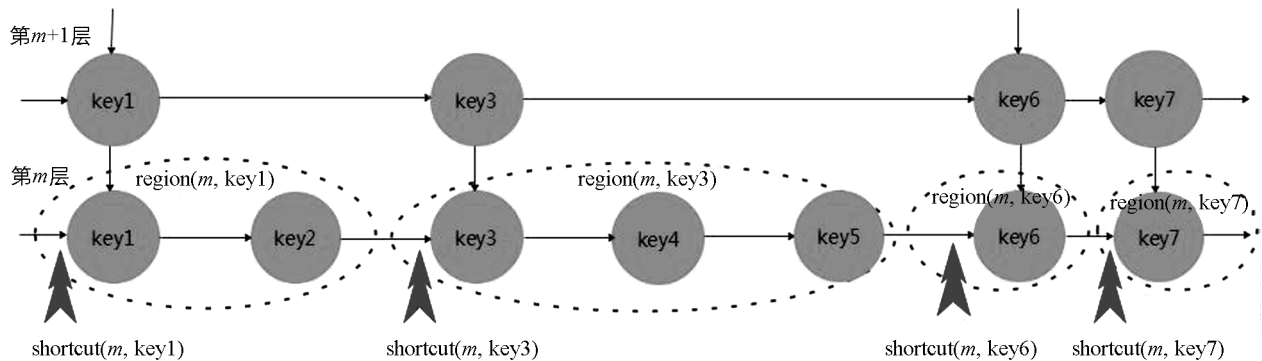 第m+1层
key1
key3
key6
key7
第m层
region(m, key1)
region(m, key3)
region(m, key6)
region(m, key7)
key1
key2
key3
key4
key5
key6
key7
shortcut(m, key1)
shortcut(m, key3)
shortcut(m, key6)
shortcut(m, key7)